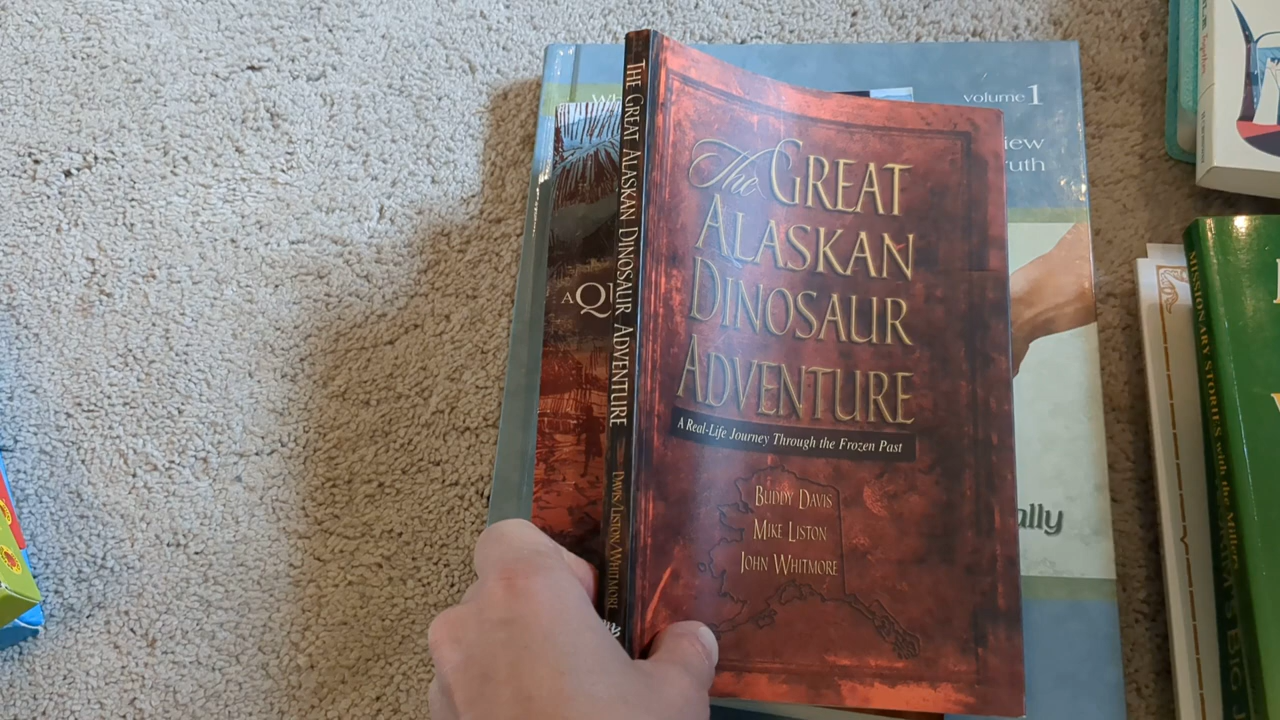 The GREAT
ALASKAN
DINOSAUR
ADVENTURE
A Real-Life Journey Through the Frozen Past
BUDDY DAVIS
MIKE LISTON
JOHN WHITMORE
THE GREAT ALASKAN DINOSAUR ADVENTURE
DAVIS/LISTON/WHITMORE
volume 1
A
MISSIONARY STORIES with the Millers